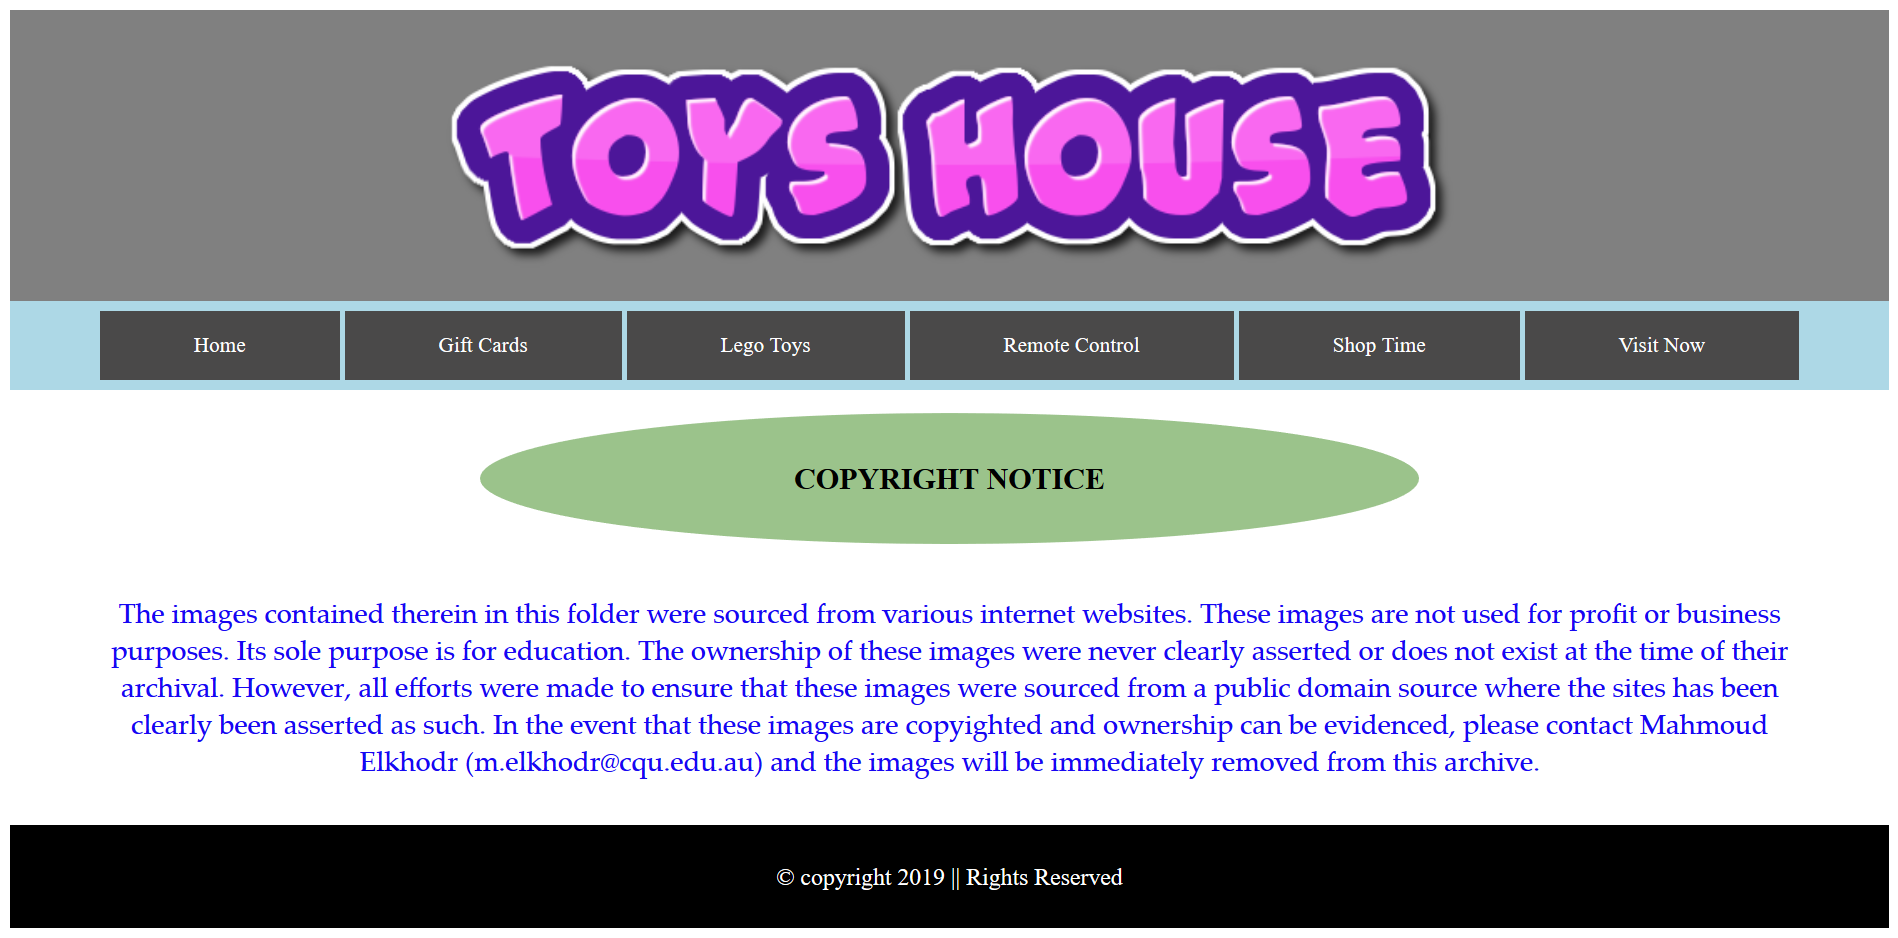 TOYS HOUSE
Home
Gift Cards
Lego Toys
Remote Control
Shop Time
Visit Now
COPYRIGHT NOTICE
The images contained therein in this folder were sourced from various internet websites. These images are not used for profit or business
purposes. Its sole purpose is for education. The ownership of these images were never clearly asserted or does not exist at the time of their
archival. However, all efforts were made to ensure that these images were sourced from a public domain source where the sites has been
clearly been asserted as such. In the event that these images are copyighted and ownership can be evidenced, please contact Mahmoud
Elkhodr (m.elkhodr@cqu.edu.au) and the images will be immediately removed from this archive.
© copyright 2019 || Rights Reserved